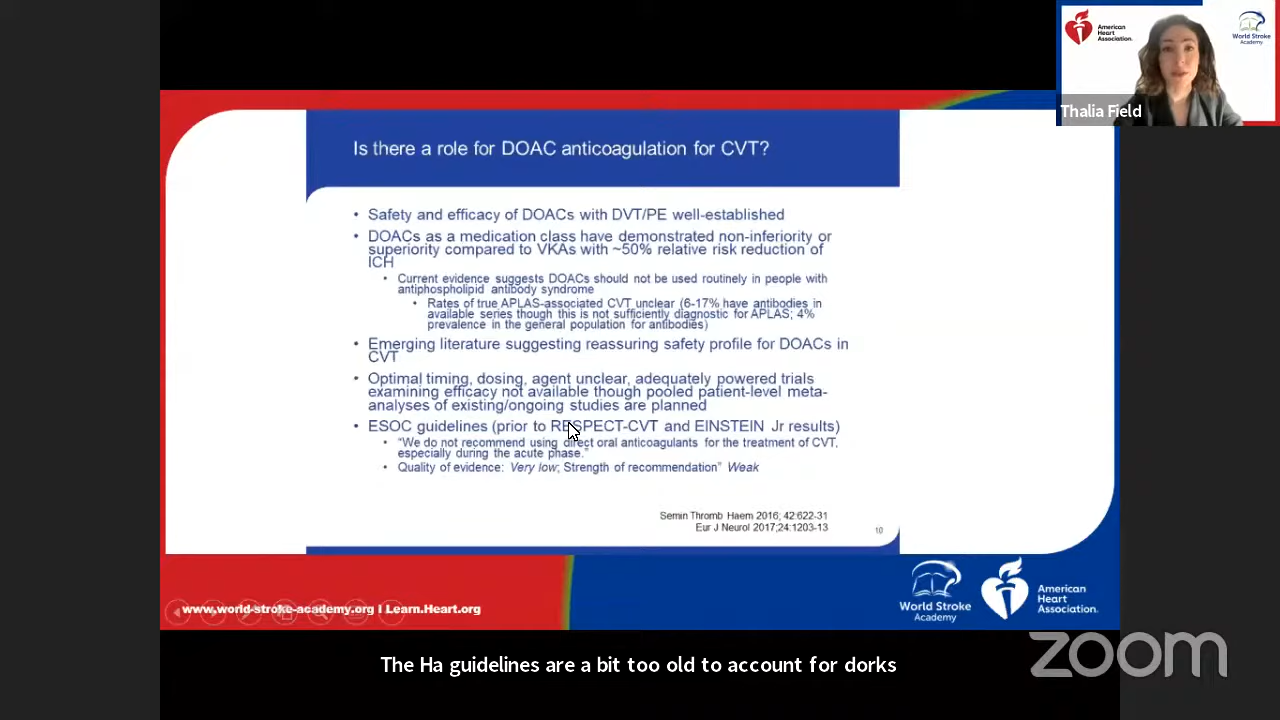 American
Heart
Association.
World Stroke
Academy
Thalia Field
Is there a role for DOAC anticoagulation for CVT?
• Safety and efficacy of DOACs with DVT/PE well-established
• DOACs as a medication class have demonstrated non-inferiority or
superiority compared to VKAs with ~50% relative risk reduction of
ICH
• Current evidence suggests DOACs should not be used routinely in people with
antiphospholipid antibody syndrome
• Rates of true APLAS-associated CVT unclear (6-17% have antibodies in
available series though this is not sufficiently diagnostic for APLAS; 4%
prevalence in the general population for antibodies)
• Emerging literature suggesting reassuring safety profile for DOACs in
CVT
• Optimal timing, dosing, agent unclear, adequately powered trials
examining efficacy not available though pooled patient-level meta-
analyses of existing/ongoing studies are planned
• ESOC guidelines (prior to RESPECT-CVT and EINSTEIN Jr results)
• "We do not recommend using direct oral anticoagulants for the treatment of CVT,
especially during the acute phase."
• Quality of evidence: Very low; Strength of recommendation" Weak
Semin Thromb Haem 2016; 42:622-31
Eur J Neurol 2017;24:1203-13
10
www.world-stroke-academy.org I Learn.Heart.org
World Stroke
Academy
American
Heart
Association.
The Ha guidelines are a bit too old to account for dorks
zoom